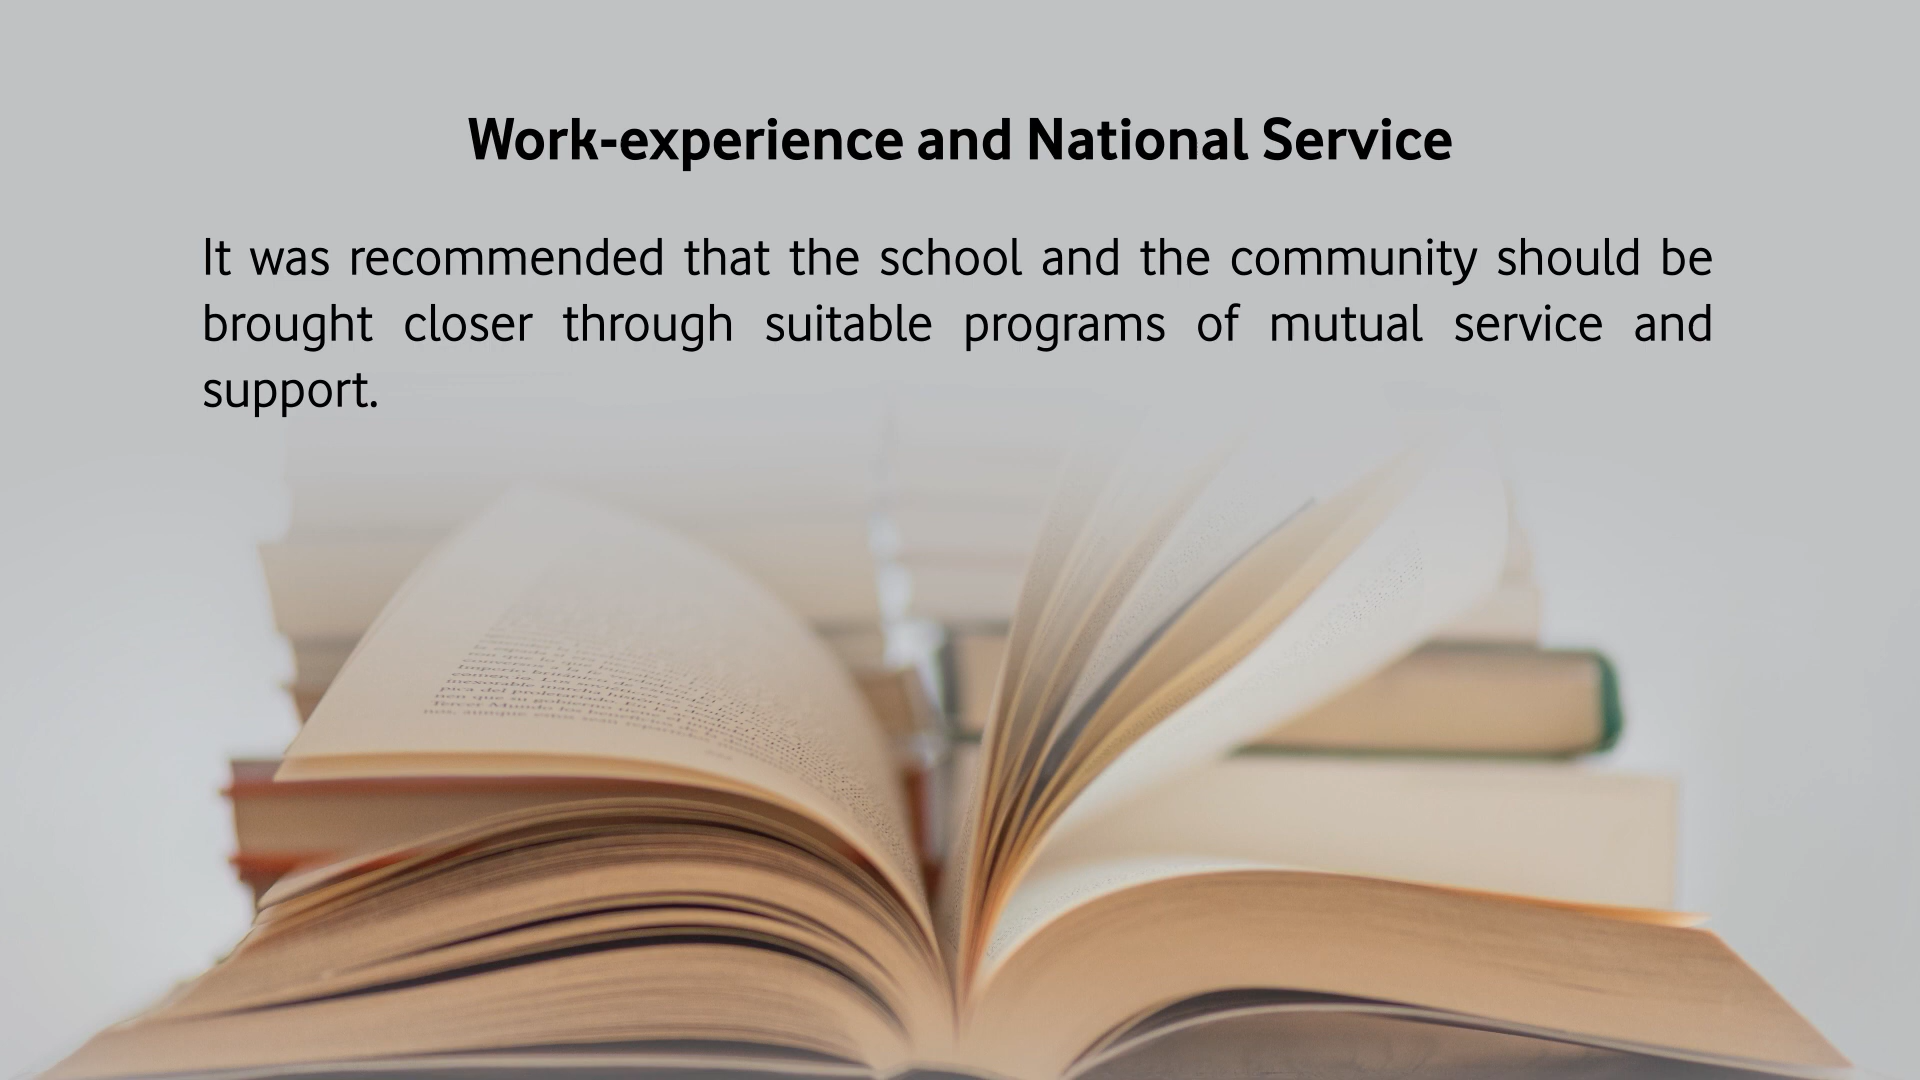 Work-experience and National Service
It was recommended that the school and the community should be
brought closer through suitable programs of mutual service and
support.